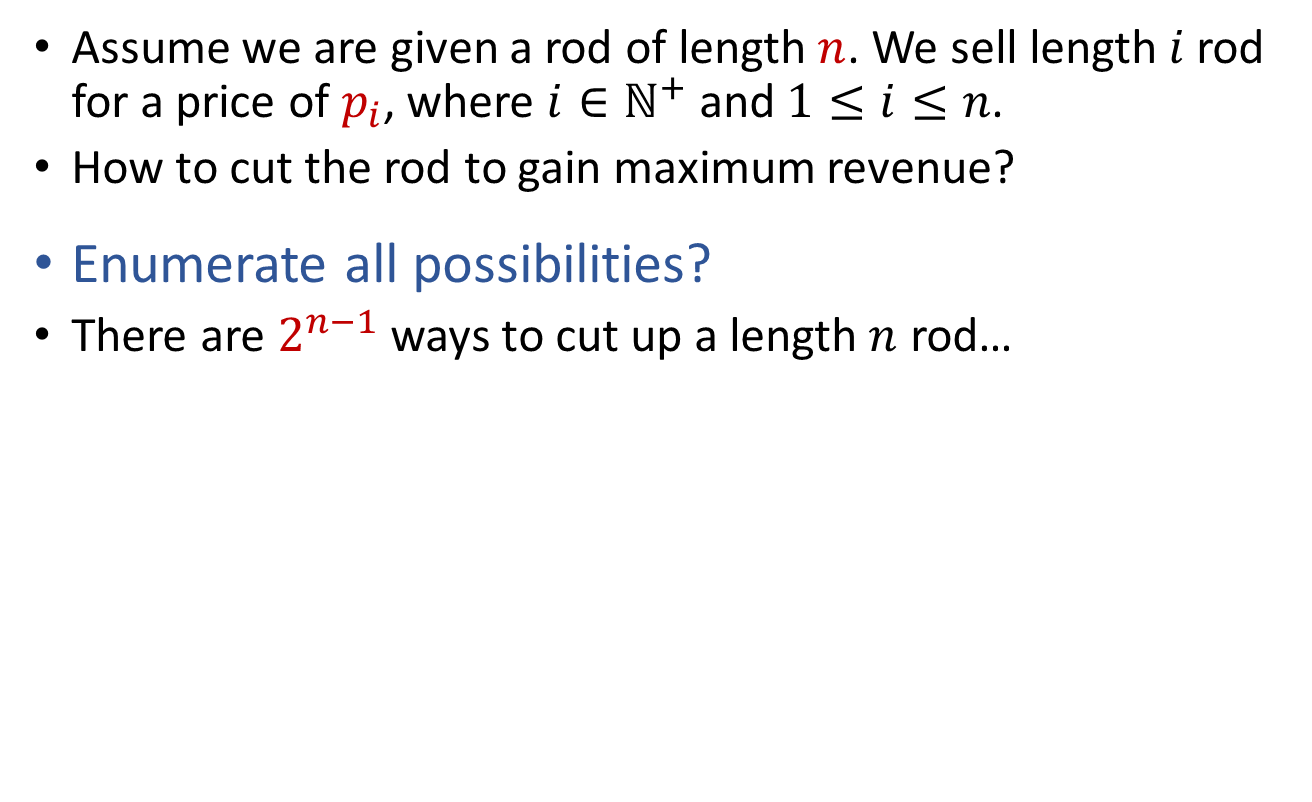 • Assume we are given a rod of length n. We sell length i rod
for a price of pᵢ, where i ∈ ℕ⁺ and 1 ≤ i ≤ n.
• How to cut the rod to gain maximum revenue?
• Enumerate all possibilities?
• There are 2ⁿ⁻¹ ways to cut up a length n rod…